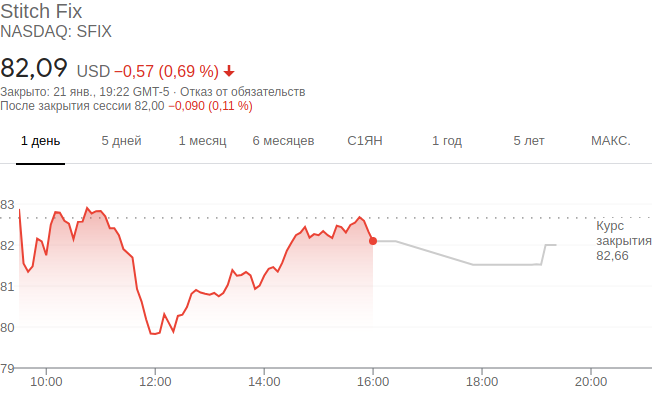 Stitch Fix
NASDAQ: SFIX
82,09 USD −0,57 (0,69 %)
Закрыто: 21 янв., 19:22 GMT-5 · Отказ от обязательств
После закрытия сессии 82,00 −0,090 (0,11 %)
1 день 5 дней 1 месяц 6 месяцев С1ЯН 1 год 5 лет МАКС.
83
Курс
закрытия
82,66
82
81
80
79
10:00 12:00 14:00 16:00 18:00 20:00